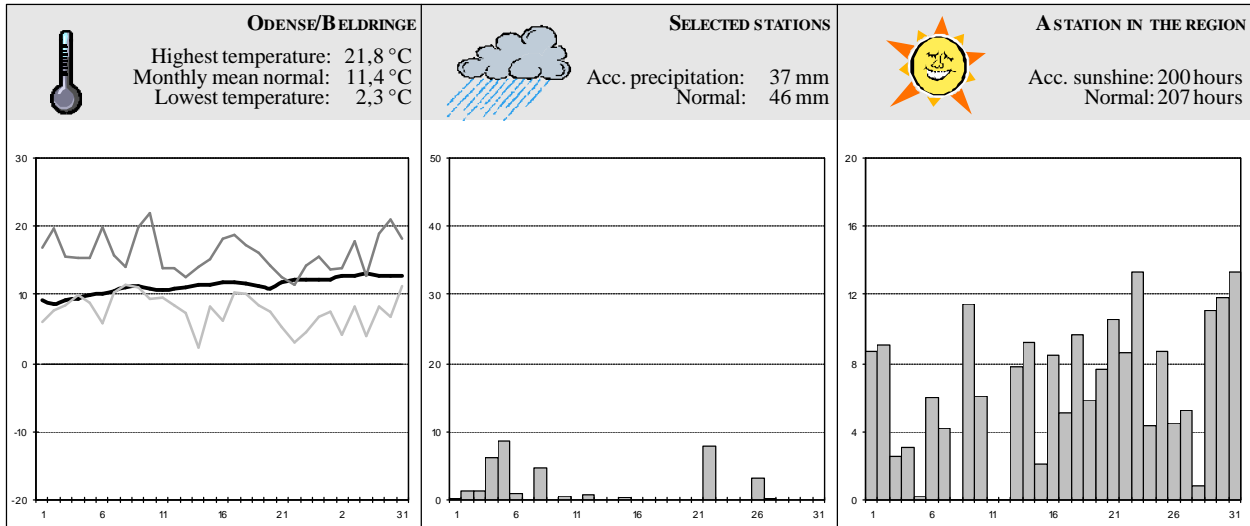 ODENSE/BELDRINGE
Highest temperature: 21,8 °C
Monthly mean normal: 11,4 °C
Lowest temperature: 2,3 °C
SELECTED STATIONS
Acc. precipitation: 37 mm
Normal: 46 mm
A STATION IN THE REGION
Acc. sunshine: 200 hours
Normal: 207 hours
30
20
10
0
-10
-20
1 6 11 16 21 2 31
50
40
30
20
10
0
1 6 11 16 21 26 31
20
16
12
8
4
0
1 6 11 16 21 26 31